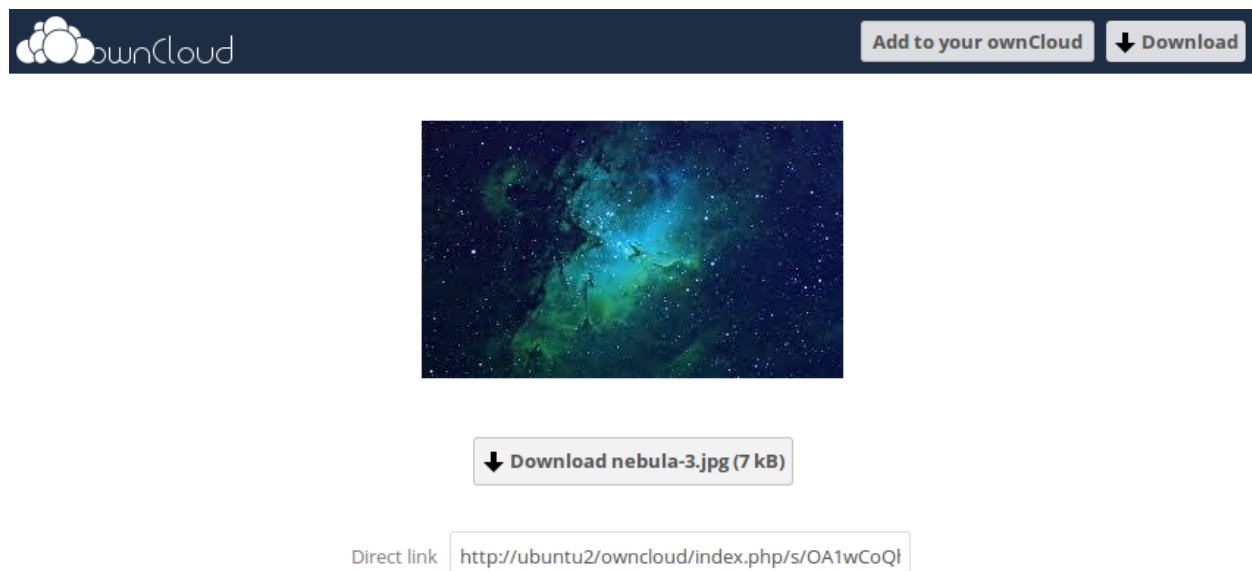 ownCloud
Add to your ownCloud
Download
Download nebula-3.jpg (7 kB)
Direct link
http://ubuntu2/owncloud/index.php/s/OA1wCoQ